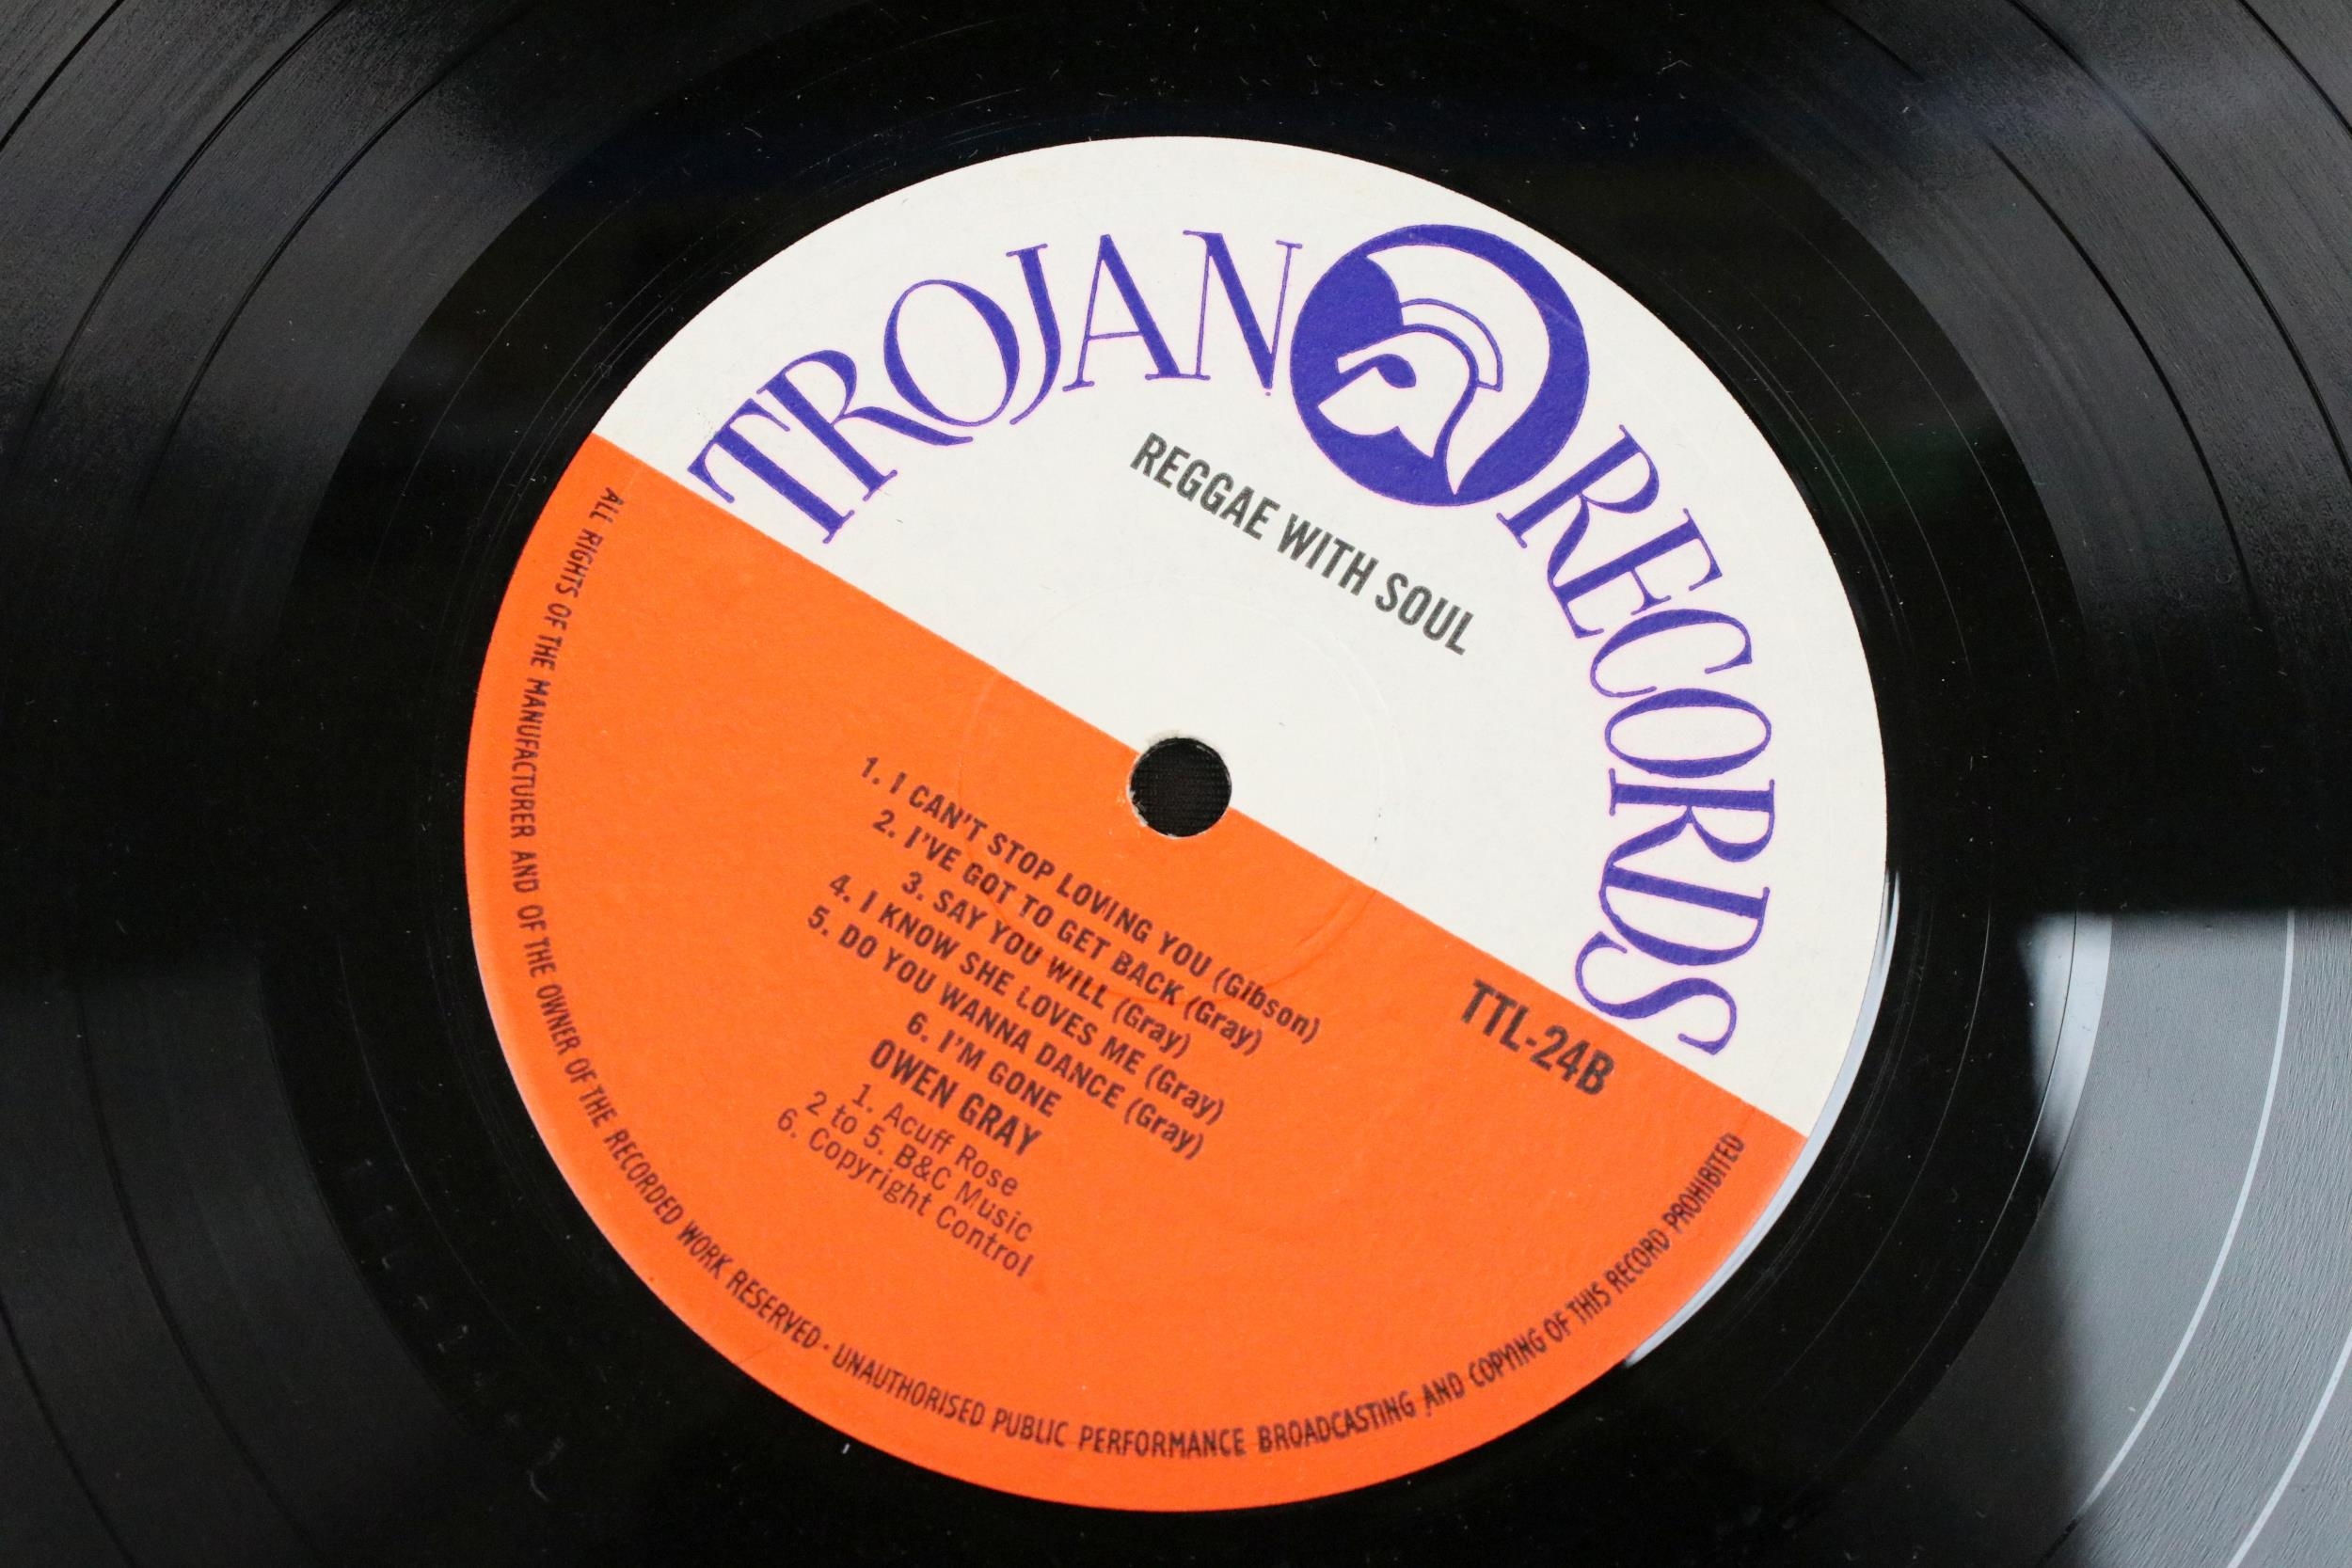 TROJAN RECORDS
REGGAE WITH SOUL
TTL-24B
1. I CAN'T STOP LOVING YOU (Gibson)
2. I'VE GOT TO GET BACK (Gray)
3. SAY YOU WILL (Gray)
4. I KNOW SHE LOVES ME (Gray)
5. DO YOU WANNA DANCE (Gray)
6. I'M GONE
OWEN GRAY
1. Acuff Rose
2 to 5. B&C Music
6. Copyright Control
ALL RIGHTS OF THE MANUFACTURER AND OF THE OWNER OF THE RECORDED WORK RESERVED · UNAUTHORISED PUBLIC PERFORMANCE BROADCASTING AND COPYING OF THIS RECORD PROHIBITED